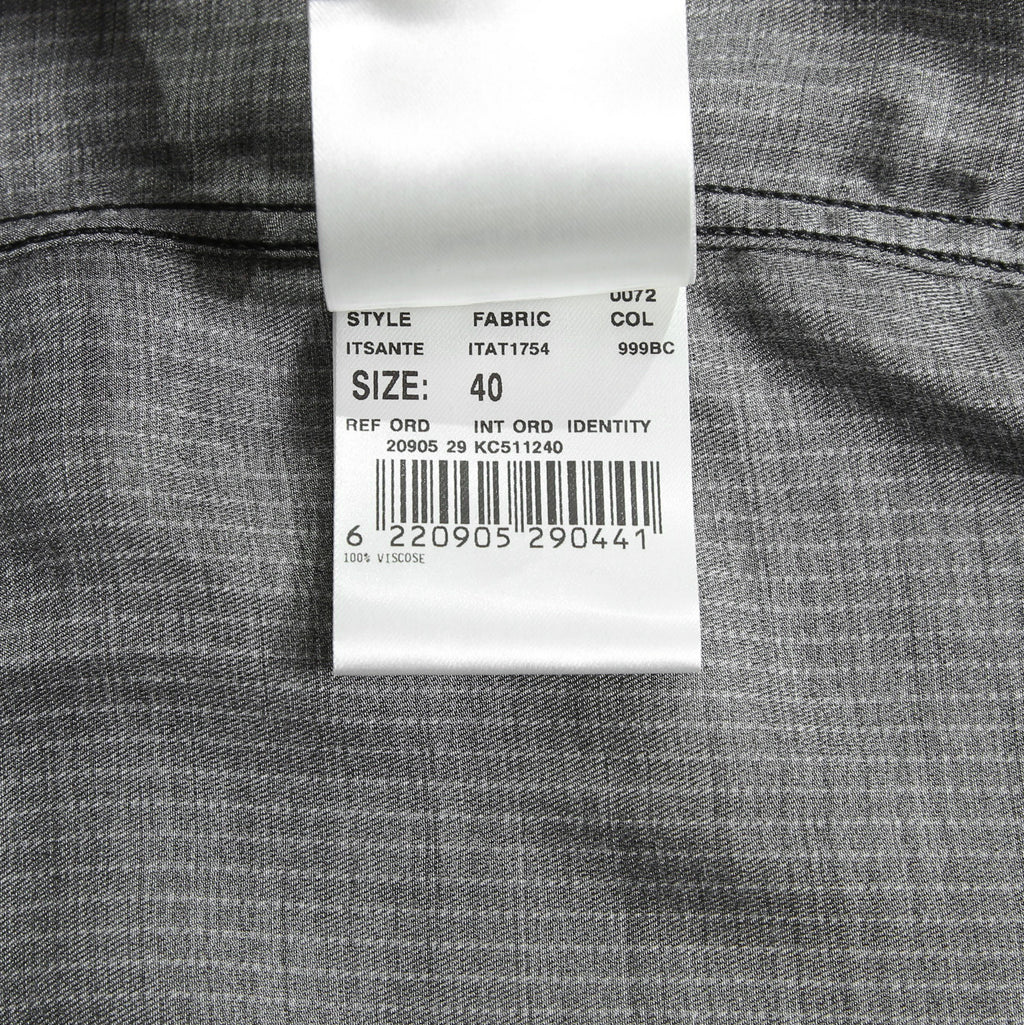 0072
STYLE FABRIC COL
ITSANTE ITAT1754 999BC
SIZE: 40
REF ORD INT ORD IDENTITY
20905 29 KC511240
6 220905 290441
100% VISCOSE